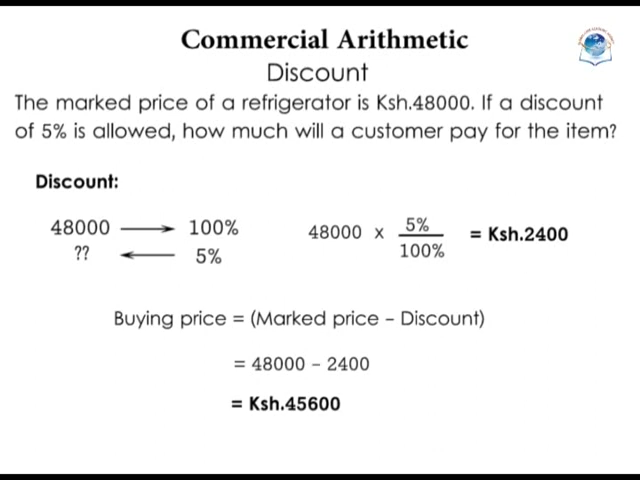 Commercial Arithmetic
Discount
The marked price of a refrigerator is Ksh.48000. If a discount
of 5% is allowed, how much will a customer pay for the item?
Discount:
48000 ⟶ 100%
?? ⟵ 5%
48000 x 5%/100% = Ksh.2400
Buying price = (Marked price – Discount)
= 48000 – 2400
= Ksh.45600